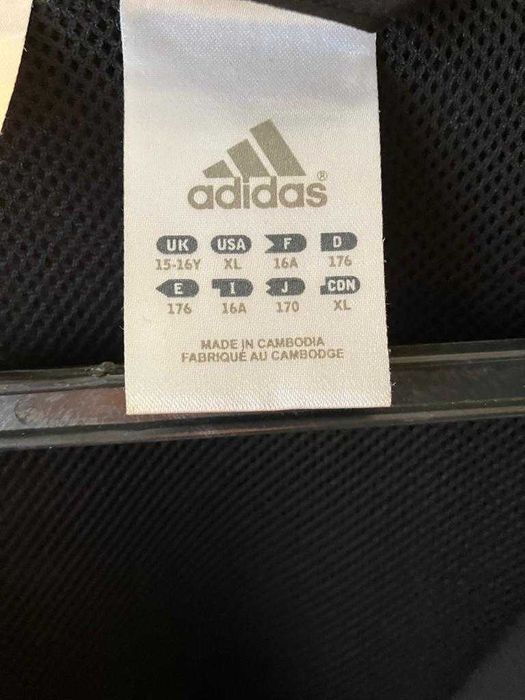 adidas®
UK USA F D
15-16Y XL 16A 176
E I J CDN
176 16A 170 XL
MADE IN CAMBODIA
FABRIQUÉ AU CAMBODGE